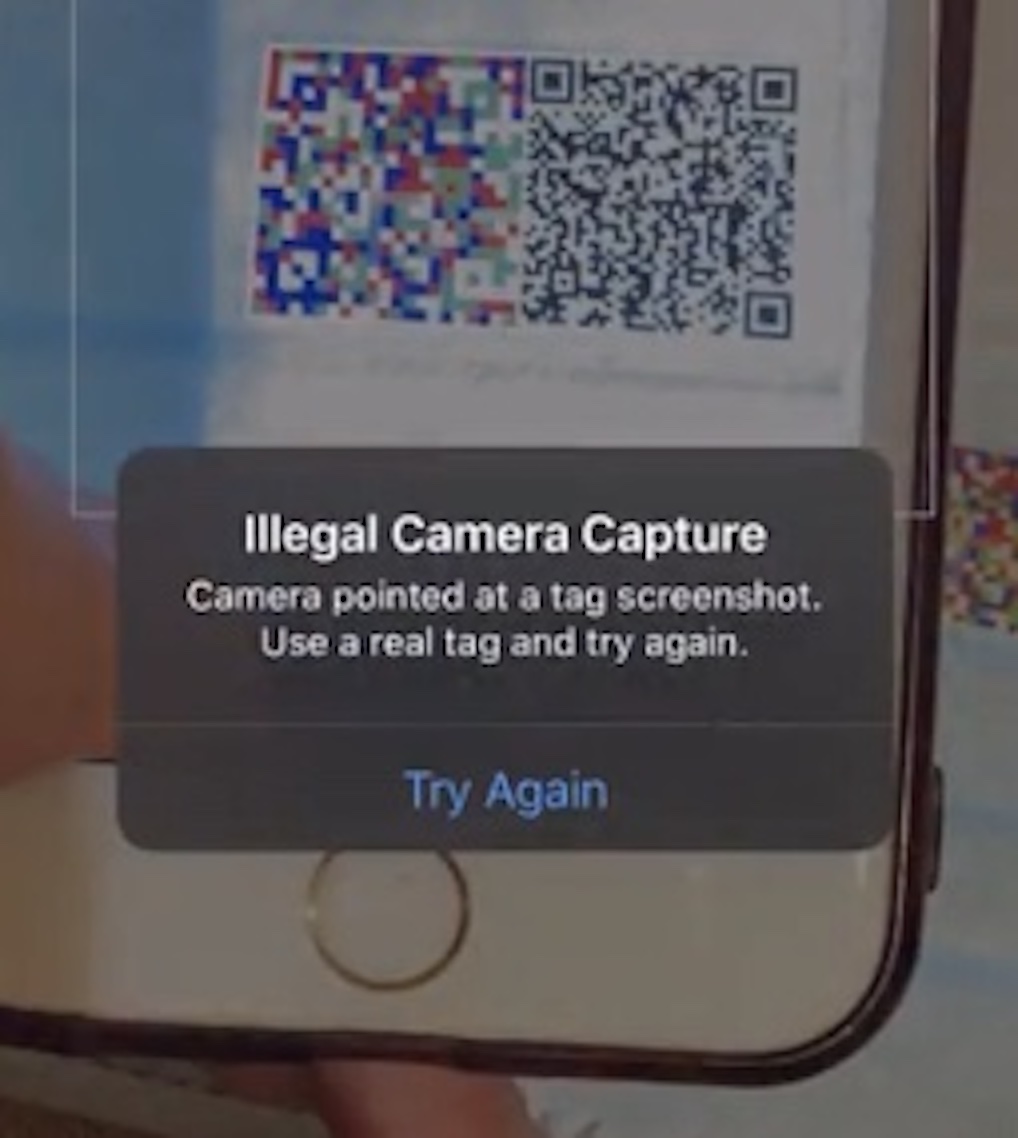 Illegal Camera Capture
Camera pointed at a tag screenshot.
Use a real tag and try again.
Try Again